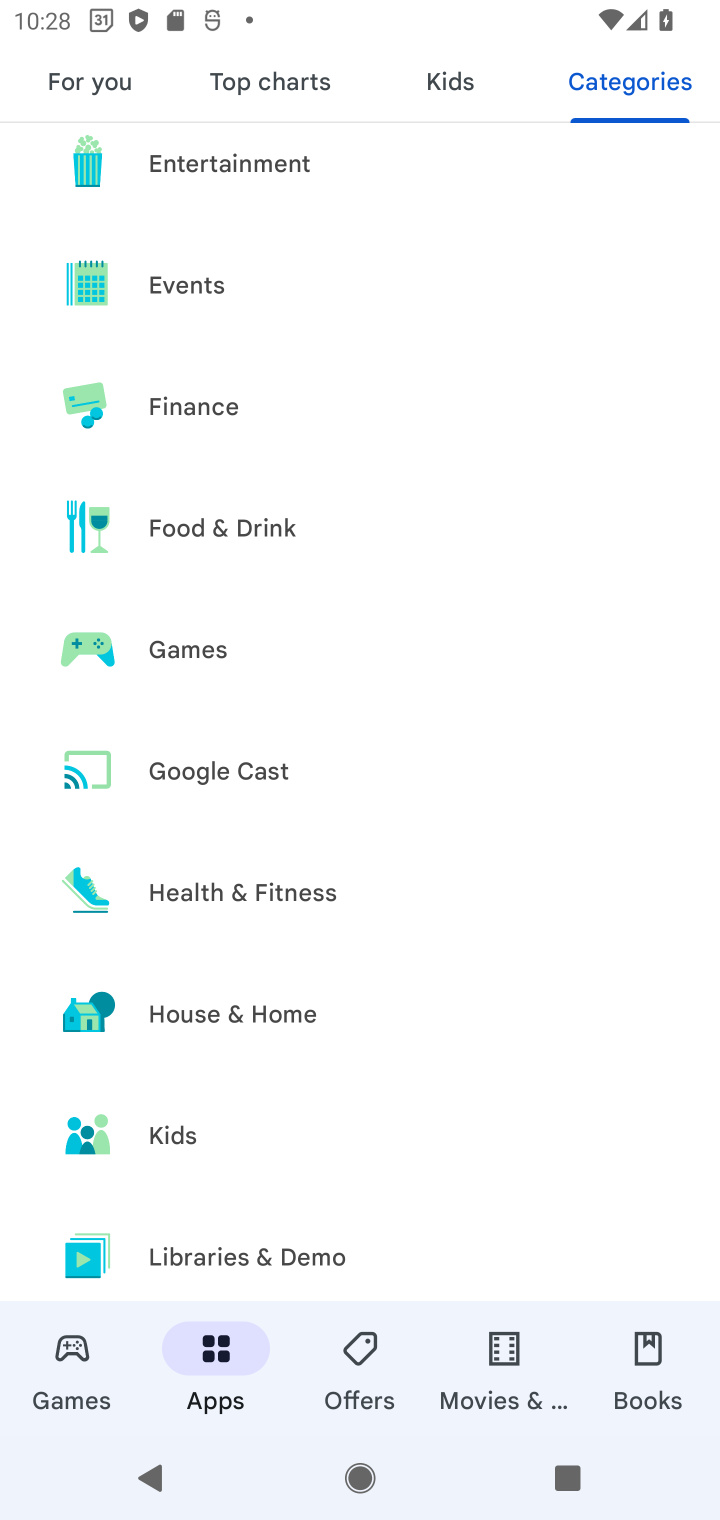 10:28 31
For you Top charts Kids Categories
Entertainment
Events
Finance
Food & Drink
Games
Google Cast
Health & Fitness
House & Home
Kids
Libraries & Demo
Games Apps Offers Movies & ... Books